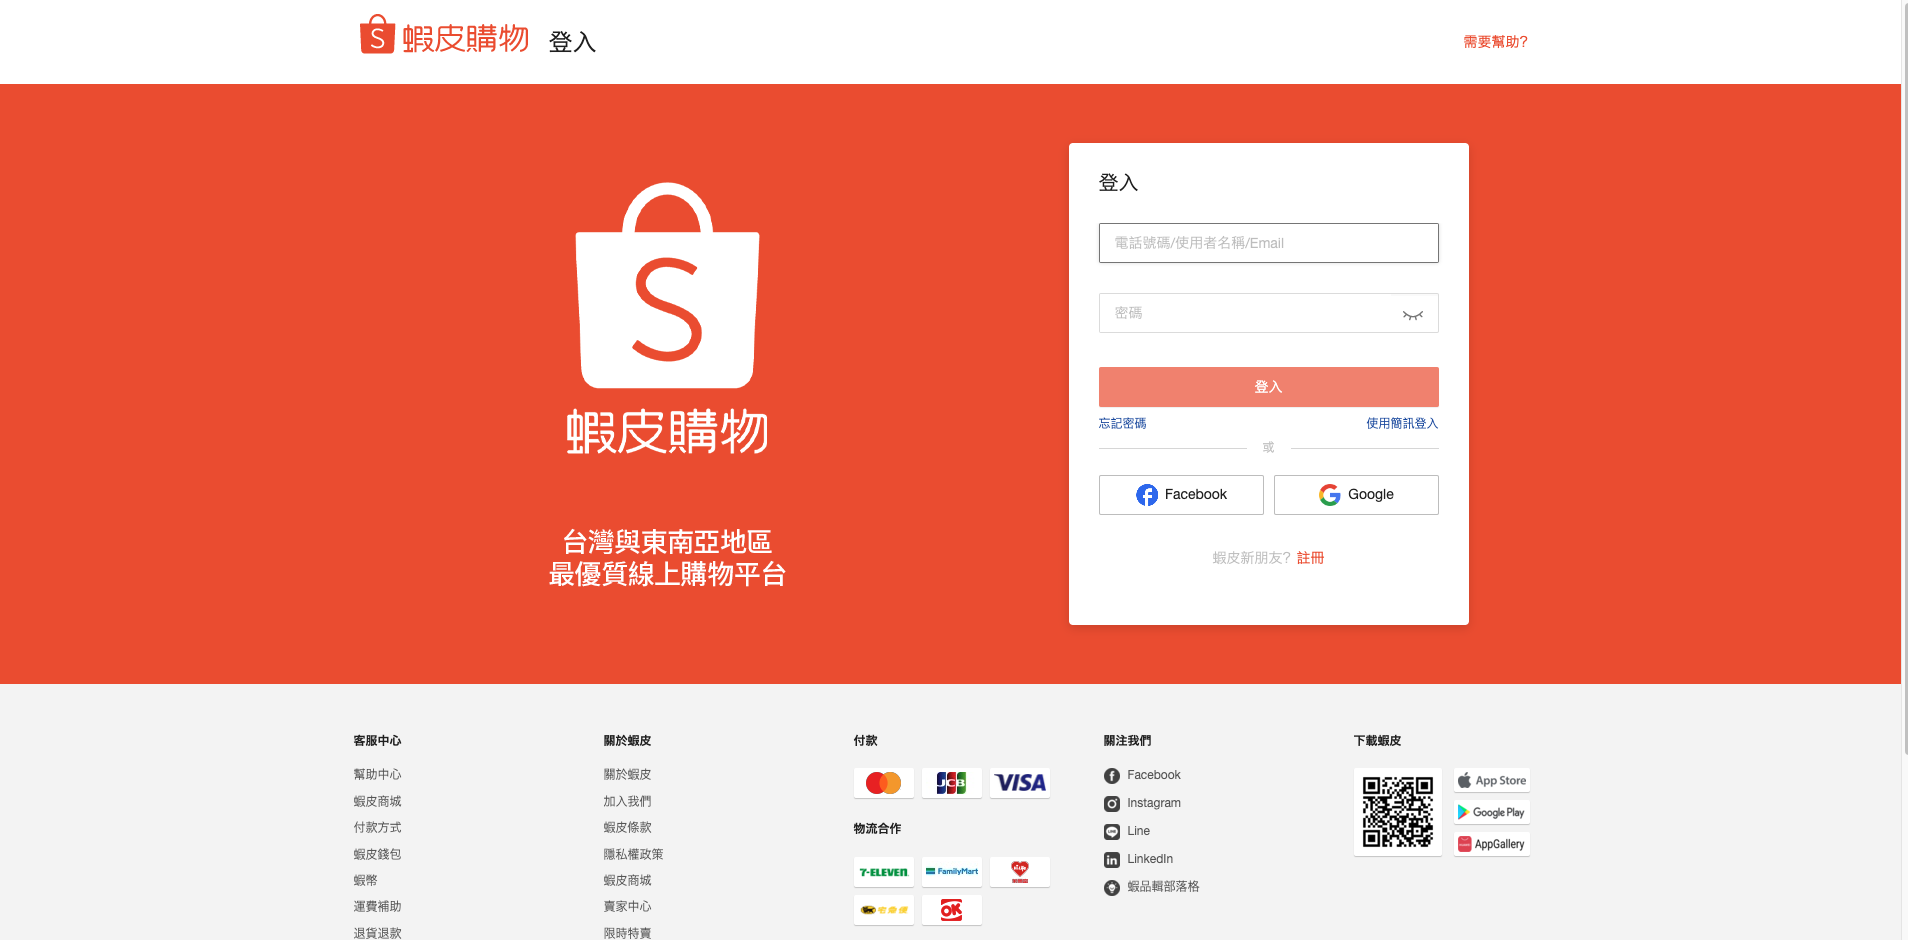 蝦皮購物 登入
需要幫助?
蝦皮購物
台灣與東南亞地區
最優質線上購物平台
登入
電話號碼/使用者名稱/Email
密碼
登入
忘記密碼
使用簡訊登入
或
Facebook
Google
蝦皮新朋友? 註冊
客服中心
幫助中心
蝦皮商城
付款方式
蝦皮錢包
蝦幣
運費補助
退貨退款
關於蝦皮
關於蝦皮
加入我們
蝦皮條款
隱私權政策
蝦皮商城
賣家中心
限時特賣
付款
JCB
VISA
物流合作
7-ELEVEN
FamilyMart
OK
關注我們
Facebook
Instagram
Line
LinkedIn
蝦品輯部落格
下載蝦皮
App Store
Google Play
AppGallery